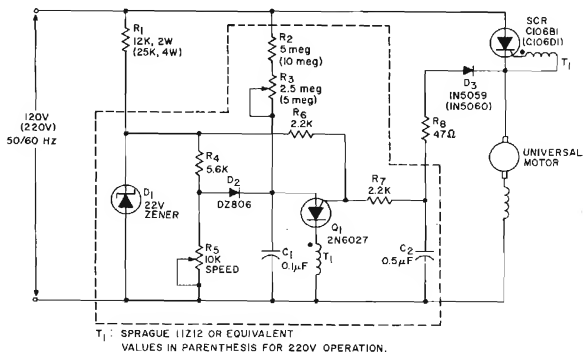 R1
12K, 2W
(25K, 4W)
R2
5 meg
(10 meg)
R3
2.5 meg
(5 meg)
SCR
C106B1
(C106D1)
T1
D3
1N5059
(1N5060)
R6
2.2K
R8
47Ω
120V
(220V)
50/60 Hz
UNIVERSAL
MOTOR
R4
5.6K
R7
2.2K
D1
22V
ZENER
D2
DZ806
Q1
2N6027
R5
10K
SPEED
C1
0.1μF
T1
C2
0.5μF
T1: SPRAGUE 11Z12 OR EQUIVALENT
VALUES IN PARENTHESIS FOR 220V OPERATION.